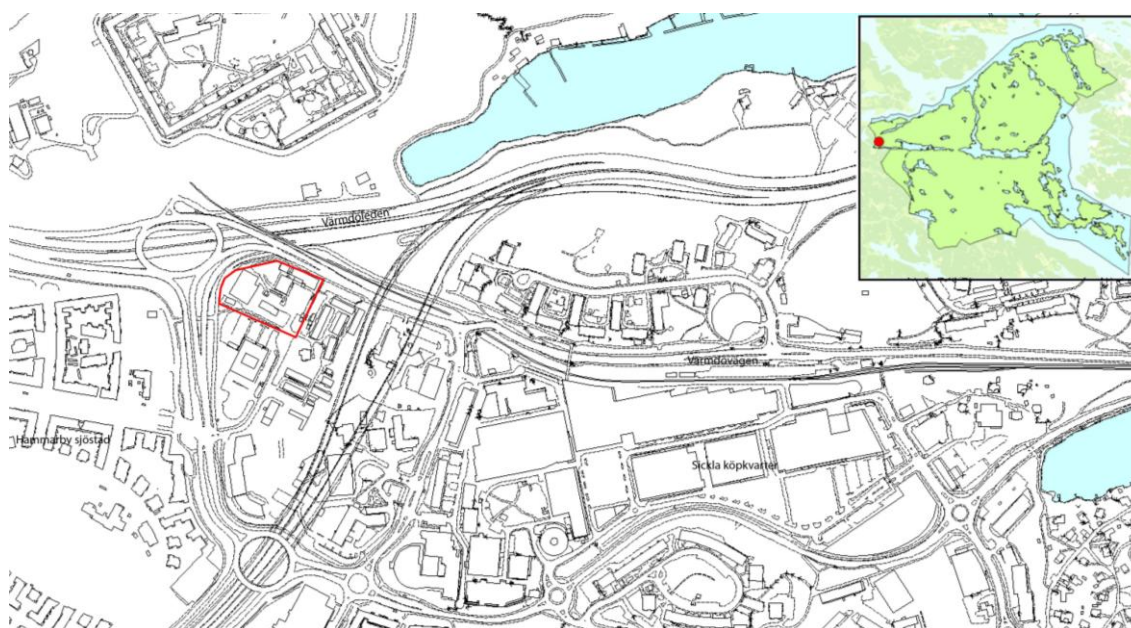 Värmdöleden
Värmdövägen
Hammarby sjöstad
Sickla köpkvarter